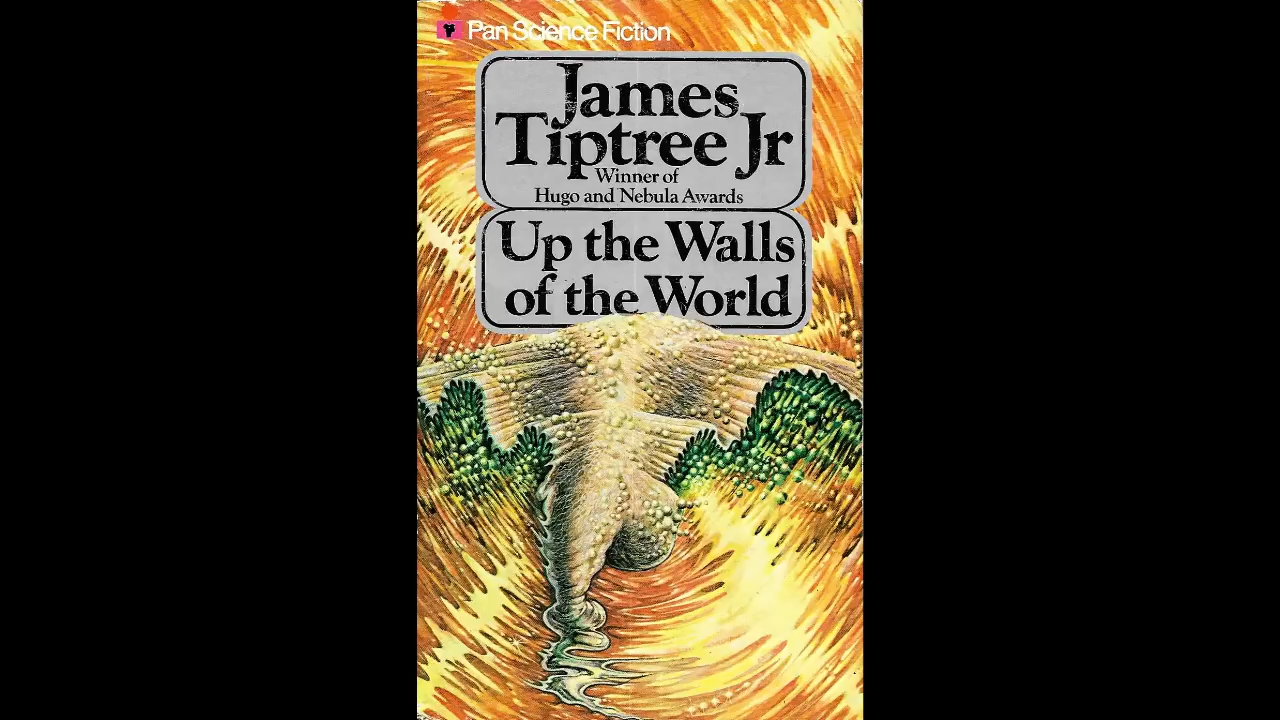 Pan Science Fiction
James
Tiptree Jr
Winner of
Hugo and Nebula Awards
Up the Walls
of the World